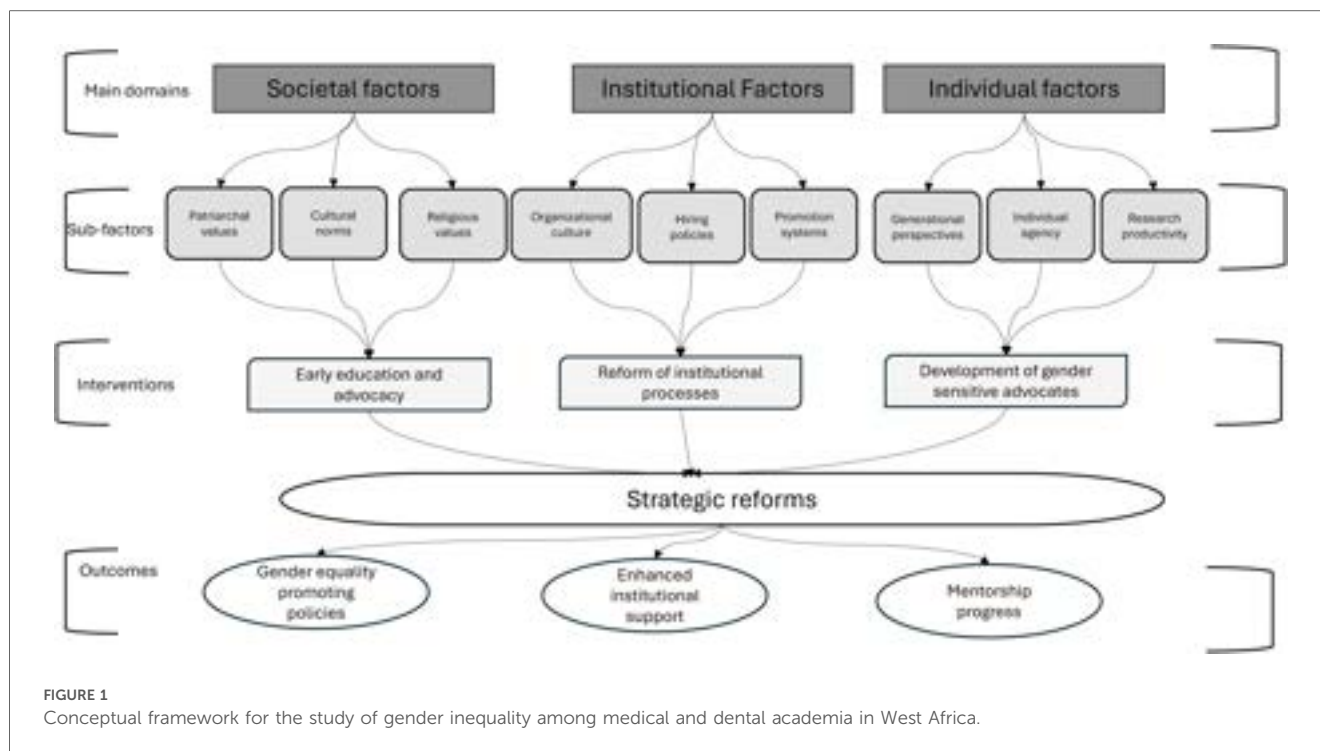 Main domains
Societal factors
Institutional Factors
Individual factors
Sub-factors
Patriarchal
values
Cultural
norms
Religious
values
Organizational
culture
Hiring
policies
Promotion
systems
Generational
perspectives
Individual
agency
Research
productivity
Interventions
Early education and
advocacy
Reform of institutional
processes
Development of gender
sensitive advocates
Strategic reforms
Outcomes
Gender equality
promoting
policies
Enhanced
institutional
support
Mentorship
progress
FIGURE 1
Conceptual framework for the study of gender inequality among medical and dental academia in West Africa.